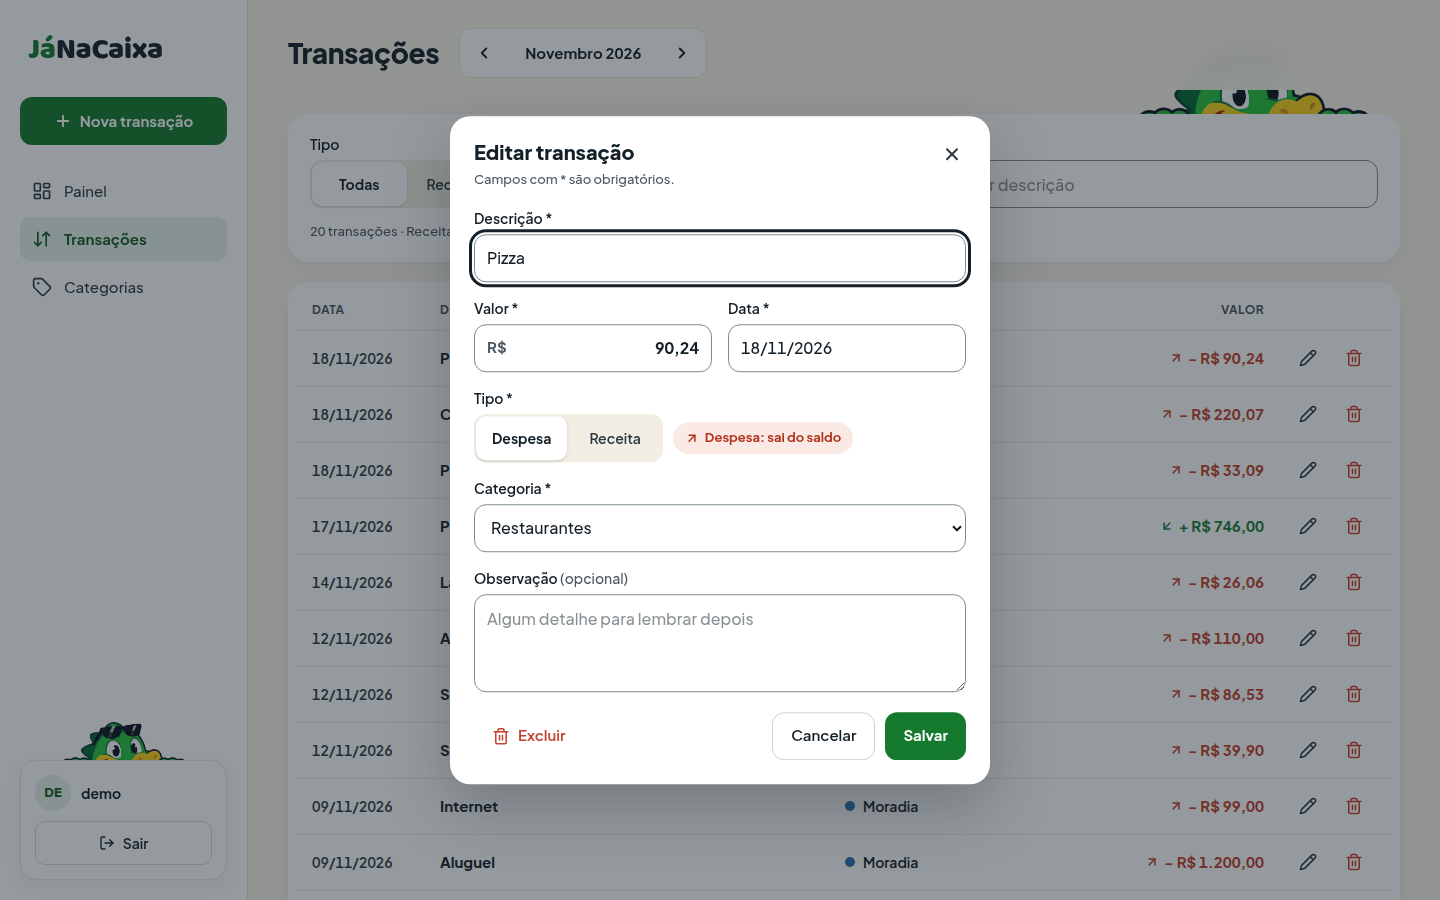 JáNaCaixa
Nova transação
Painel
Transações
Categorias
DE demo
Sair
Transações
Novembro 2026
Tipo
Todas
descrição
20 transações
DATA VALOR
18/11/2026 – R$ 90,24
18/11/2026 – R$ 220,07
18/11/2026 – R$ 33,09
17/11/2026 + R$ 746,00
14/11/2026 – R$ 26,06
12/11/2026 – R$ 110,00
12/11/2026 – R$ 86,53
12/11/2026 – R$ 39,90
09/11/2026 Internet Moradia – R$ 99,00
09/11/2026 Aluguel Moradia – R$ 1.200,00
Editar transação
Campos com * são obrigatórios.
Descrição *
Pizza
Valor * Data *
R$ 90,24 18/11/2026
Tipo *
Despesa Receita Despesa: sai do saldo
Categoria *
Restaurantes
Observação (opcional)
Algum detalhe para lembrar depois
Excluir Cancelar Salvar